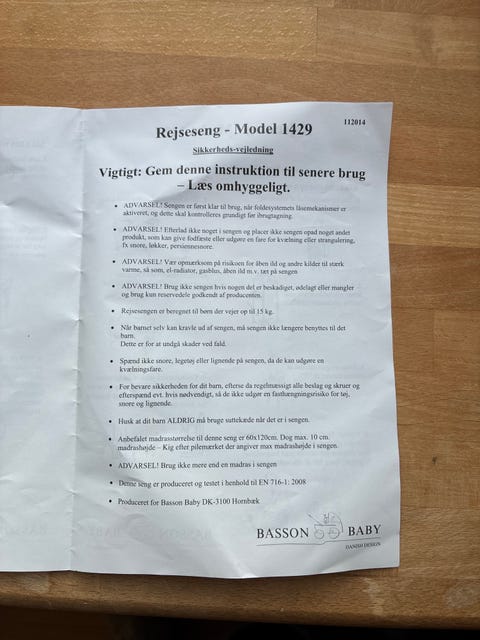 112014
Rejseseng - Model 1429
Sikkerheds-vejledning
Vigtigt: Gem denne instruktion til senere brug
– Læs omhyggeligt.
• ADVARSEL! Sengen er først klar til brug, når foldesystemets låsemekanismer er
aktiveret, og dette skal kontrolleres grundigt før ibrugtagning.
• ADVARSEL! Efterlad ikke noget i sengen og placer ikke sengen opad noget andet
produkt, som kan give fodfæste eller udgøre en fare for kvælning eller strangulering,
fx snore, løkker, persiennesnore.
• ADVARSEL! Vær opmærksom på risikoen for åben ild og andre kilder til stærk
varme, så som, el-radiator, gasblus, åben ild m.v. tæt på sengen
• ADVARSEL! Brug ikke sengen hvis nogen del er beskadiget, ødelagt eller mangler
og brug kun reservedele godkendt af producenten.
• Rejsesengen er beregnet til børn der vejer op til 15 kg.
• Når barnet selv kan kravle ud af sengen, må sengen ikke længere benyttes til det
barn.
Dette er for at undgå skader ved fald.
• Spænd ikke snore, legetøj eller lignende på sengen, da de kan udgøre en
kvælningsfare.
• For bevare sikkerheden for dit barn, efterse da regelmæssigt alle beslag og skruer og
efterspænd evt. hvis nødvendigt, så de ikke udgør en fasthængningsrisiko for tøj,
snore og lignende.
• Husk at dit barn ALDRIG må bruge suttekæde når det er i sengen.
• Anbefalet madrasstørrelse til denne seng er 60x120cm. Dog max. 10 cm.
madrashøjde – Kig efter pilemærket der angiver max madrashøjde i sengen.
• ADVARSEL! Brug ikke mere end en madras i sengen
• Denne seng er produceret og testet i henhold til EN 716-1: 2008
• Produceret for Basson Baby DK-3100 Hornbæk
BASSON BABY
DANISH DESIGN